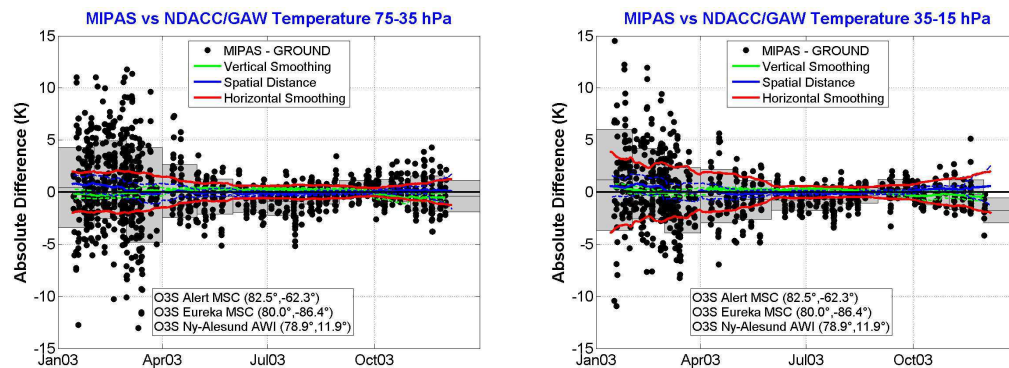 MIPAS vs NDACC/GAW Temperature 75-35 hPa
15
10
5
0
-5
-10
-15
Absolute Difference (K)
MIPAS - GROUND
Vertical Smoothing
Spatial Distance
Horizontal Smoothing
O3S Alert MSC (82.5°,-62.3°)
O3S Eureka MSC (80.0°,-86.4°)
O3S Ny-Alesund AWI (78.9°,11.9°)
Jan03 Apr03 Jul03 Oct03
MIPAS vs NDACC/GAW Temperature 35-15 hPa
15
10
5
0
-5
-10
-15
Absolute Difference (K)
MIPAS - GROUND
Vertical Smoothing
Spatial Distance
Horizontal Smoothing
O3S Alert MSC (82.5°,-62.3°)
O3S Eureka MSC (80.0°,-86.4°)
O3S Ny-Alesund AWI (78.9°,11.9°)
Jan03 Apr03 Jul03 Oct03